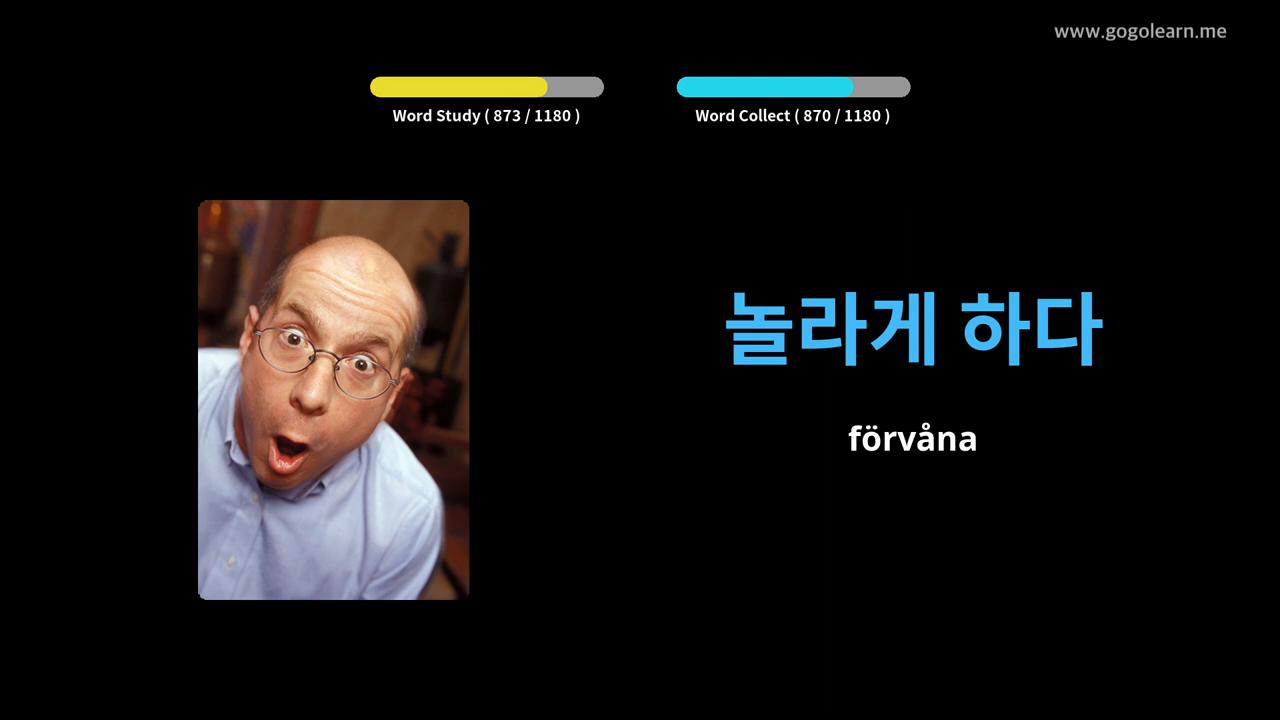 www.gogolearn.me
Word Study ( 873 / 1180 )
Word Collect ( 870 / 1180 )
놀라게 하다
förvåna